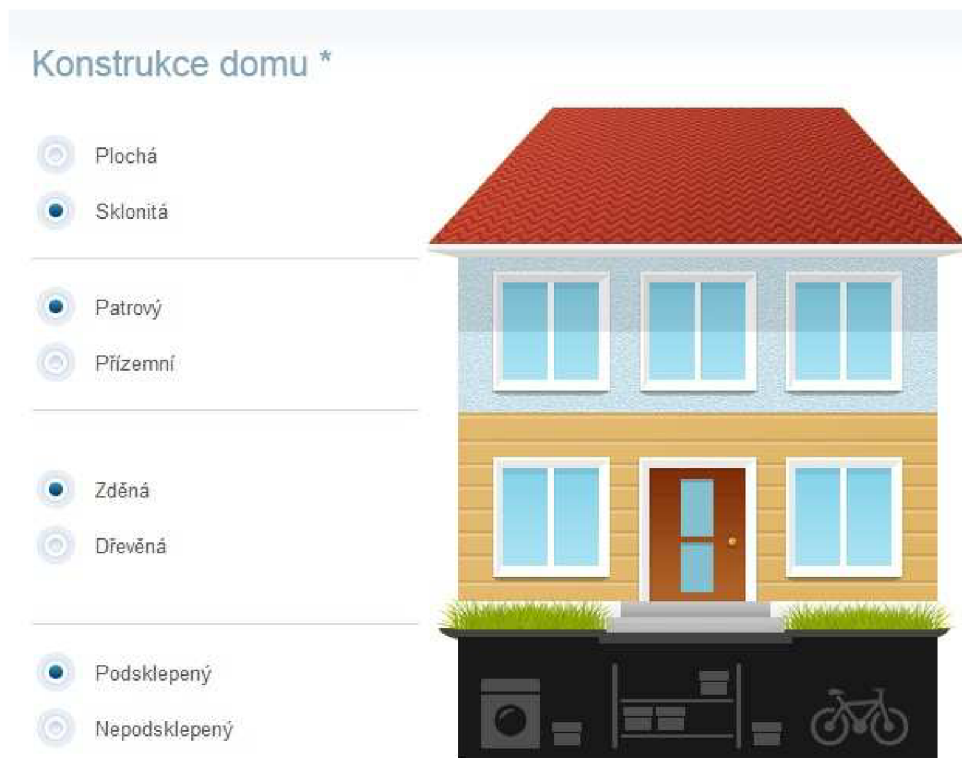 Konstrukce domu *
Plochá
Sklonitá
Patrový
Přízemní
Zděná
Dřevěná
Podsklepený
Nepodsklepený